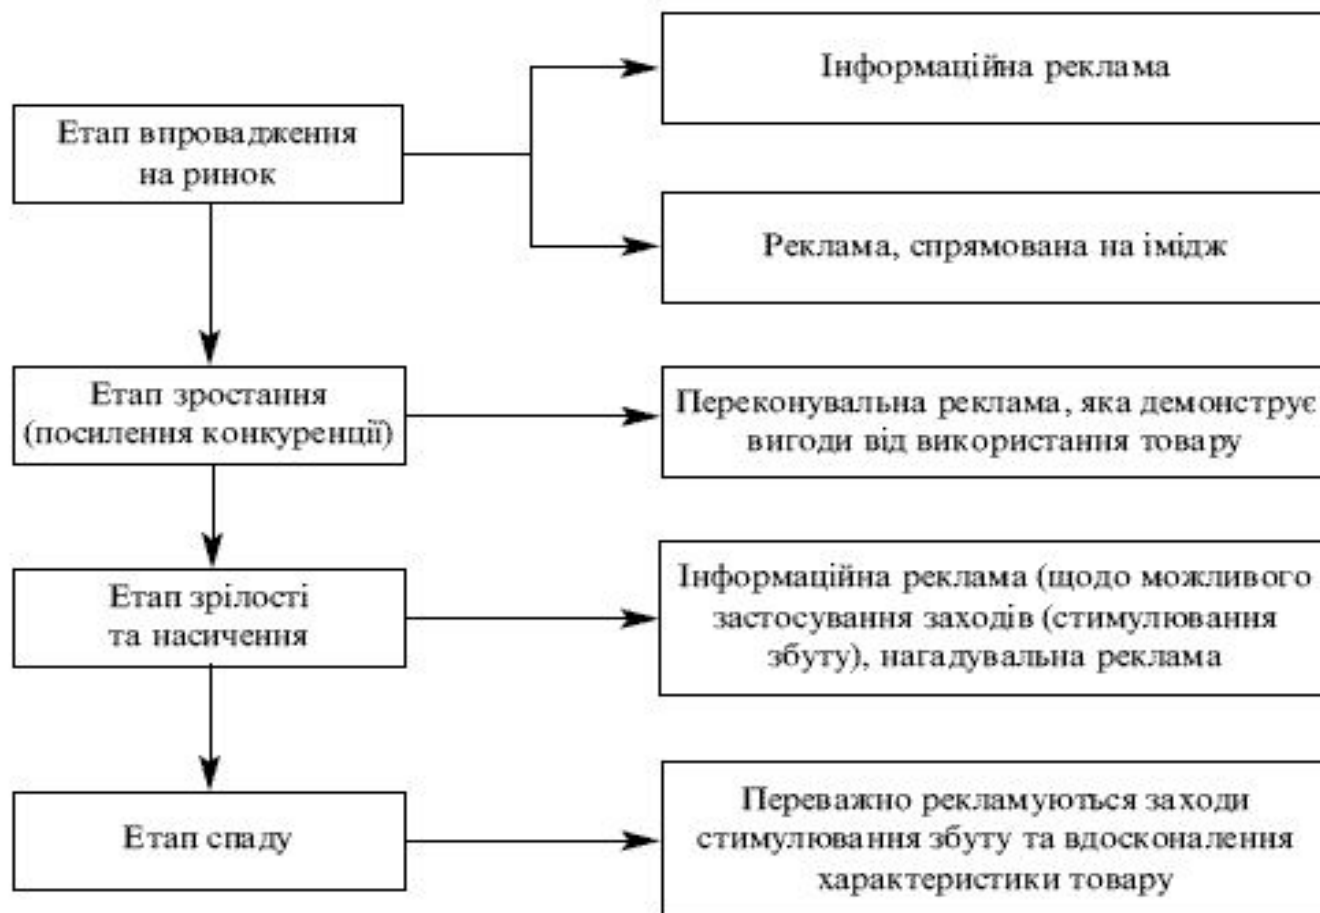 Інформаційна реклама
Етап впровадження
на ринок
Реклама, спрямована на імідж
Етап зростання
(посилення конкуренції)
Переконувальна реклама, яка демонструє
вигоди від використання товару
Етап зрілості
та насичення
Інформаційна реклама (щодо можливого
застосування заходів (стимулювання
збуту), нагадувальна реклама
Етап спаду
Переважно рекламуються заходи
стимулювання збуту та вдосконалення
характеристики товару